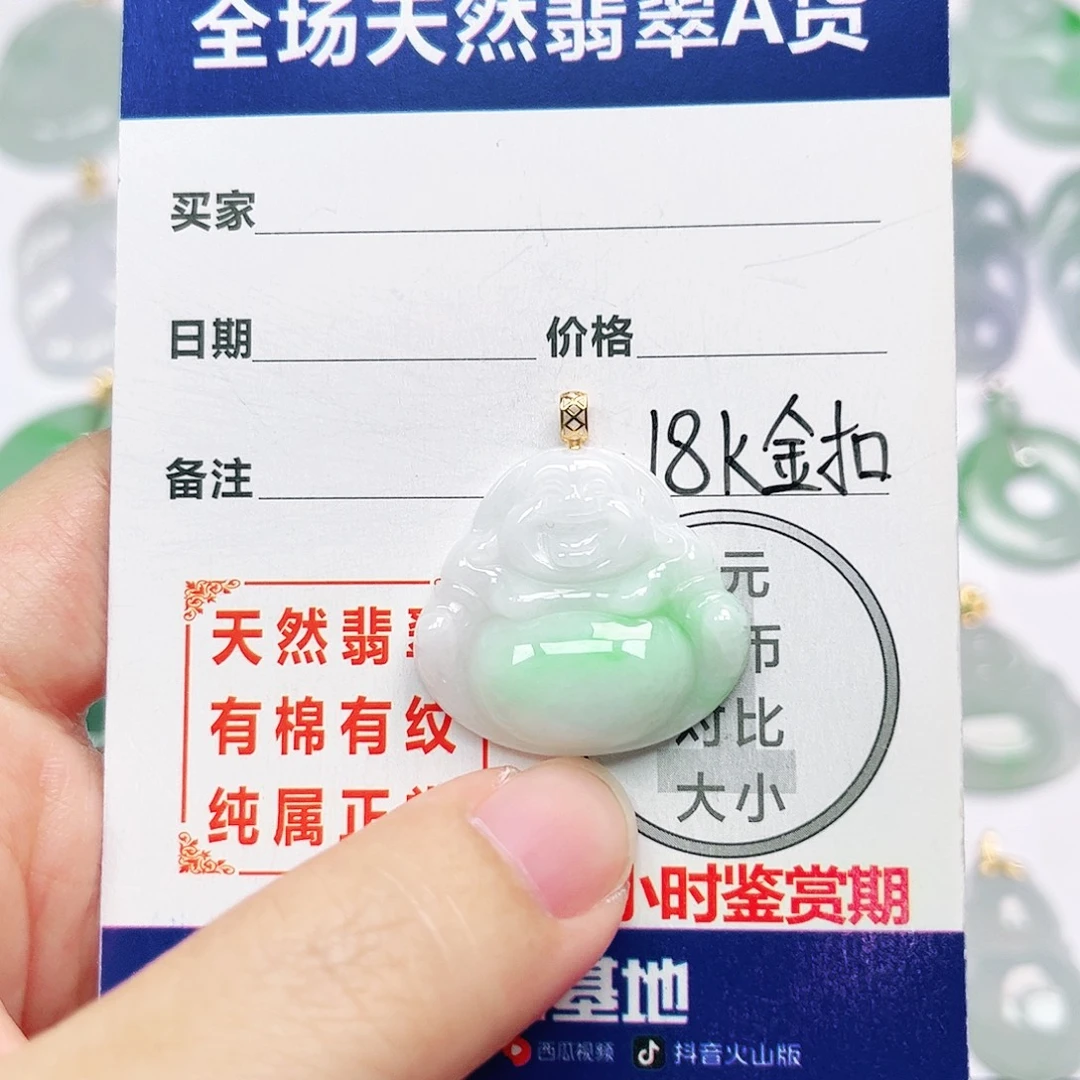 全场天然翡翠A货
买家
日期 价格
备注 18k金扣
天然翡
有棉有纹
纯属正
元
币
对比
大小
小时鉴赏期
基地
西瓜视频 抖音火山版